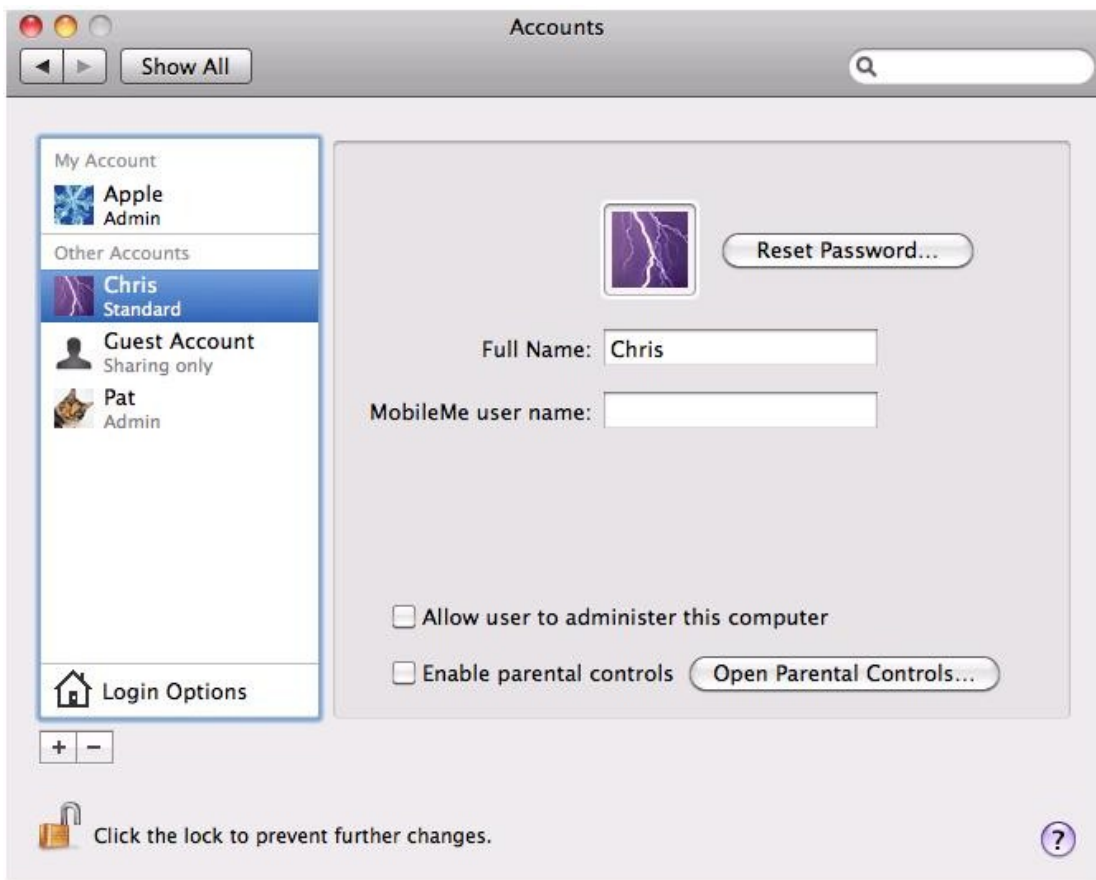 Accounts
Show All
My Account
Apple
Admin
Other Accounts
Chris
Standard
Guest Account
Sharing only
Pat
Admin
Login Options
+ −
Reset Password...
Full Name: Chris
MobileMe user name:
Allow user to administer this computer
Enable parental controls Open Parental Controls...
Click the lock to prevent further changes.
?